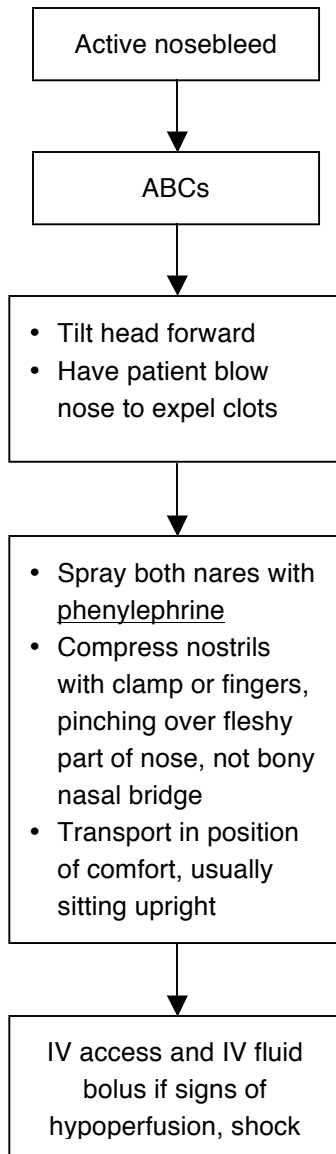 Active nosebleed
ABCs
• Tilt head forward
• Have patient blow
nose to expel clots
• Spray both nares with
phenylephrine
• Compress nostrils
with clamp or fingers,
pinching over fleshy
part of nose, not bony
nasal bridge
• Transport in position
of comfort, usually
sitting upright
IV access and IV fluid
bolus if signs of
hypoperfusion, shock